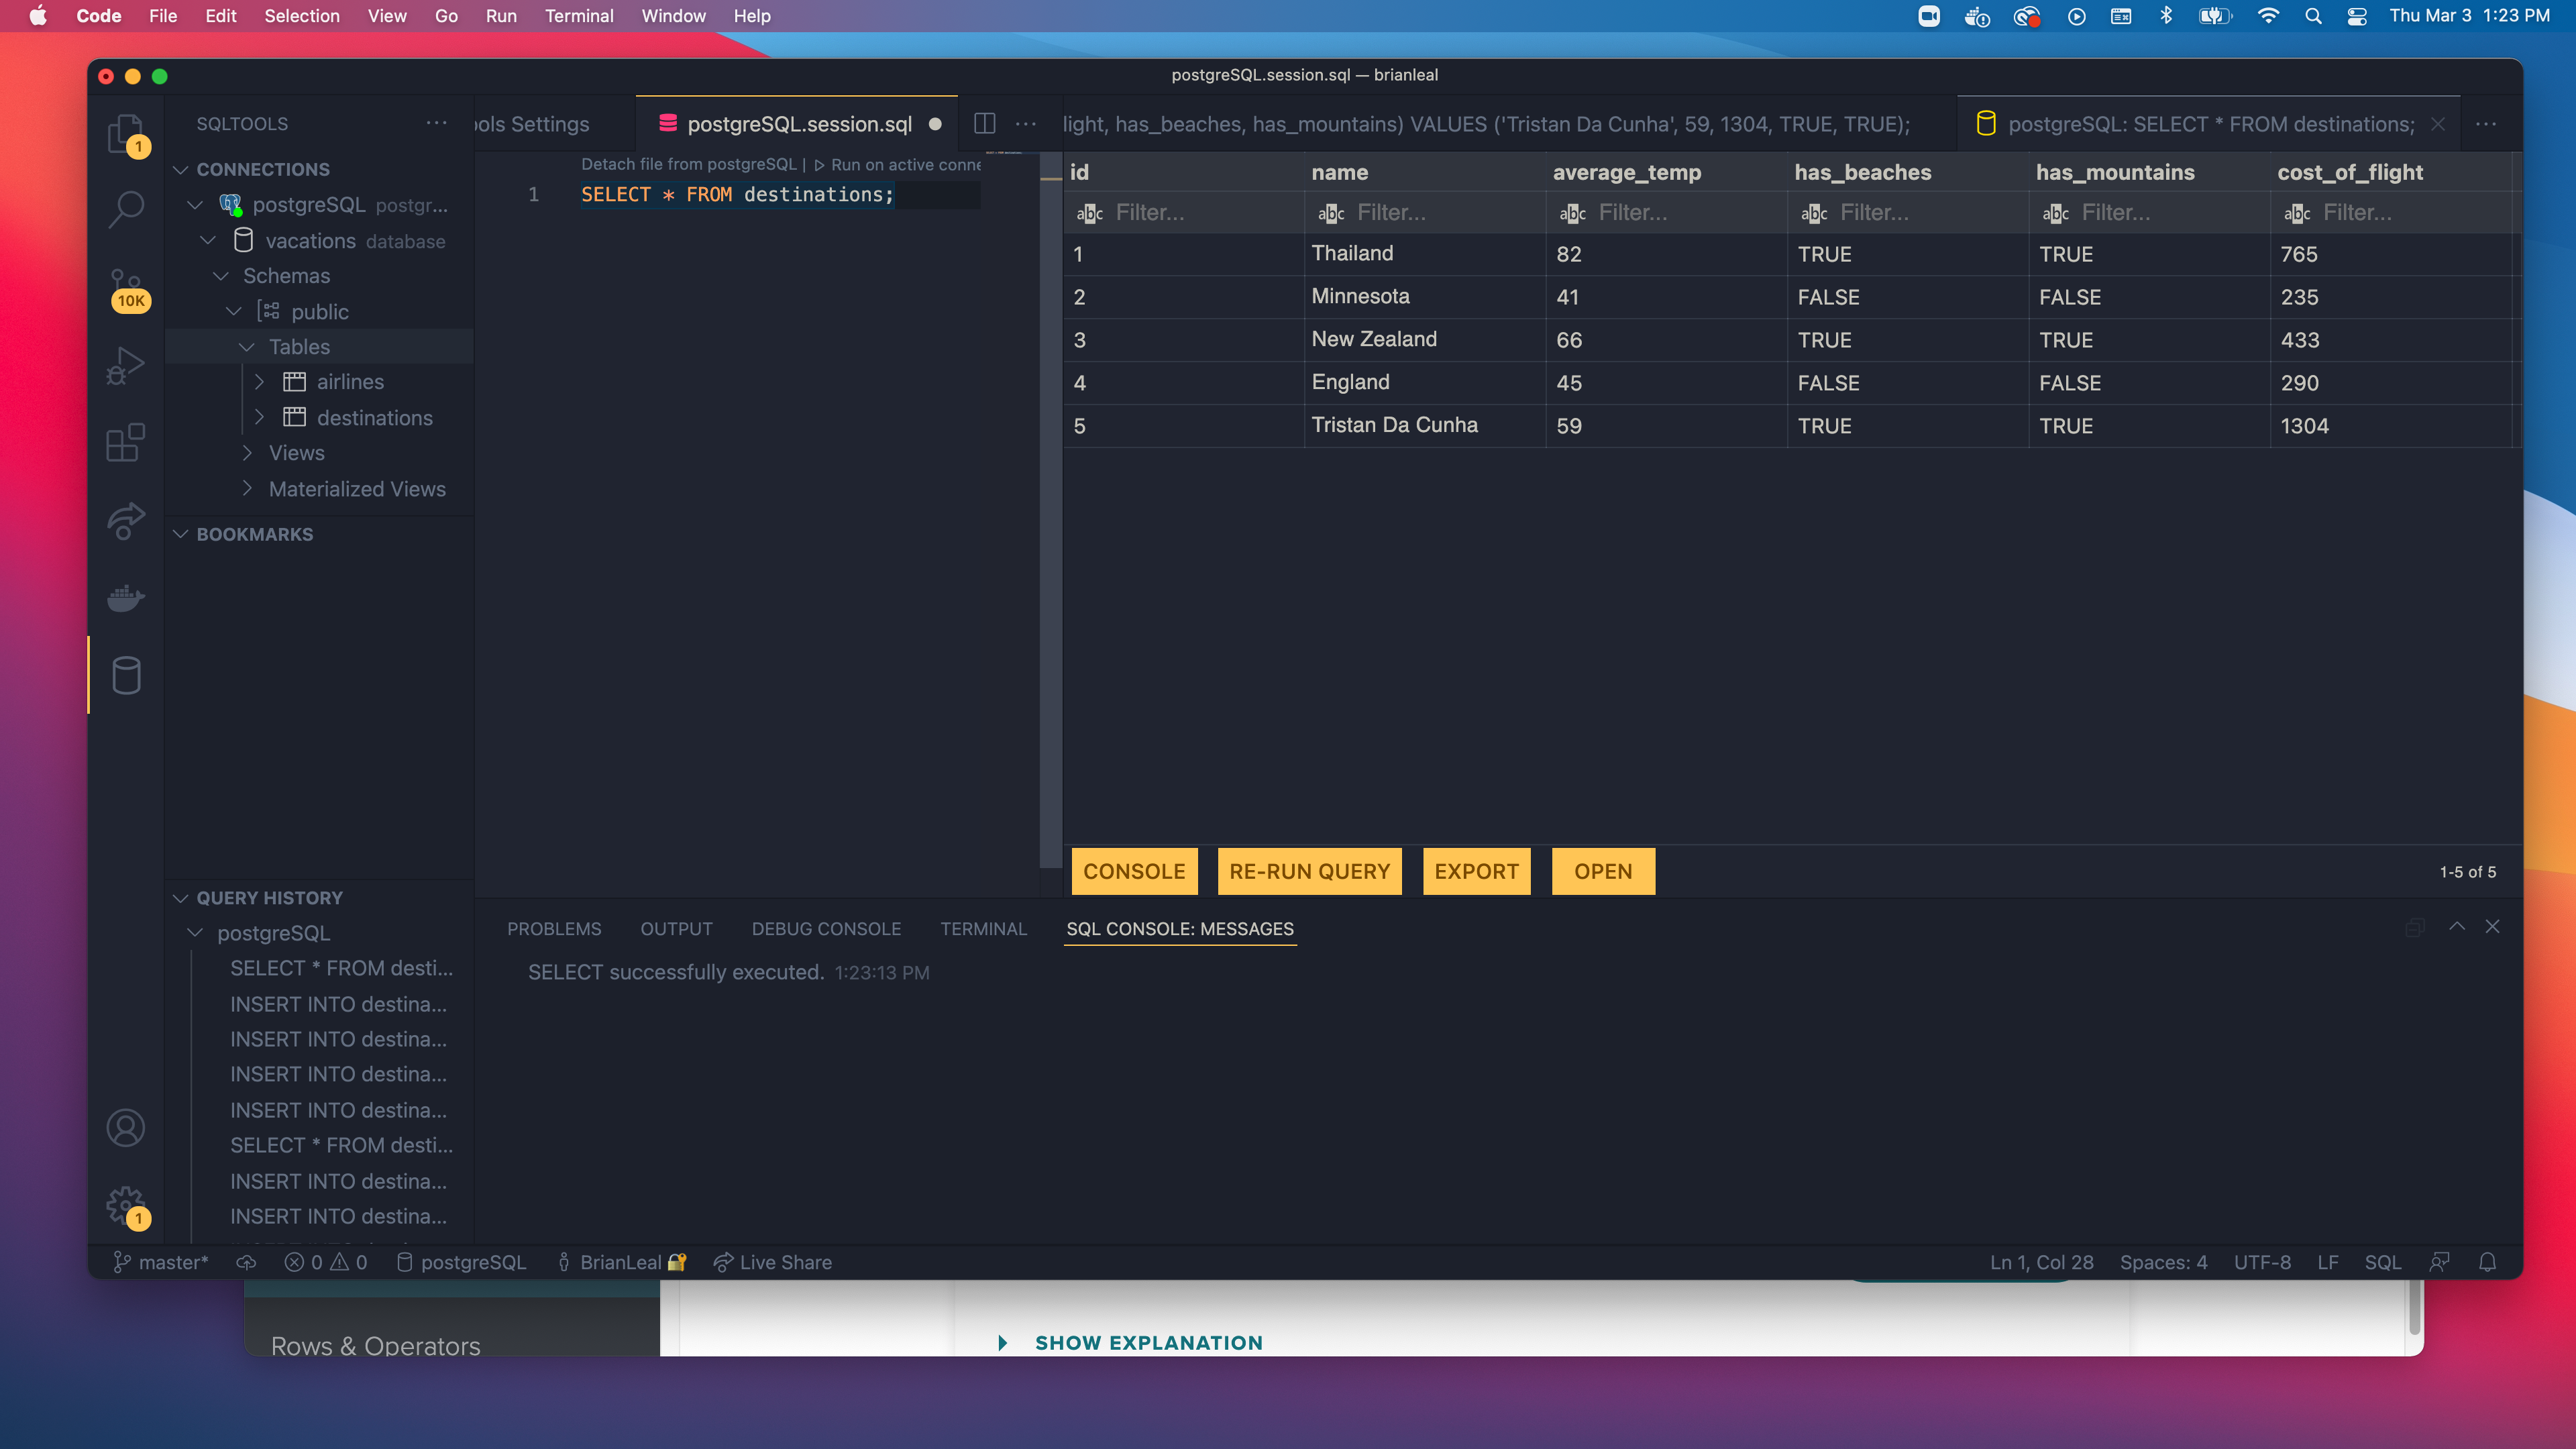 Code File Edit Selection View Go Run Terminal Window Help Thu Mar 3 1:23 PM
postgreSQL.session.sql — brianleal
1
10K
1
SQLTOOLS
CONNECTIONS
postgreSQL postgr...
vacations database
Schemas
public
Tables
airlines
destinations
Views
Materialized Views
BOOKMARKS
QUERY HISTORY
postgreSQL
SELECT * FROM desti...
INSERT INTO destina...
INSERT INTO destina...
INSERT INTO destina...
INSERT INTO destina...
SELECT * FROM desti...
INSERT INTO destina...
INSERT INTO destina...
ols Settings postgreSQL.session.sql
Detach file from postgreSQL | Run on active conne
1 SELECT * FROM destinations;
light, has_beaches, has_mountains) VALUES ('Tristan Da Cunha', 59, 1304, TRUE, TRUE); postgreSQL: SELECT * FROM destinations;
id name average_temp has_beaches has_mountains cost_of_flight
abc Filter... abc Filter... abc Filter... abc Filter... abc Filter... abc Filter...
1 Thailand 82 TRUE TRUE 765
2 Minnesota 41 FALSE FALSE 235
3 New Zealand 66 TRUE TRUE 433
4 England 45 FALSE FALSE 290
5 Tristan Da Cunha 59 TRUE TRUE 1304
CONSOLE RE-RUN QUERY EXPORT OPEN 1-5 of 5
PROBLEMS OUTPUT DEBUG CONSOLE TERMINAL SQL CONSOLE: MESSAGES
SELECT successfully executed. 1:23:13 PM
master* 0 0 postgreSQL BrianLeal Live Share Ln 1, Col 28 Spaces: 4 UTF-8 LF SQL
Rows & Operators
SHOW EXPLANATION